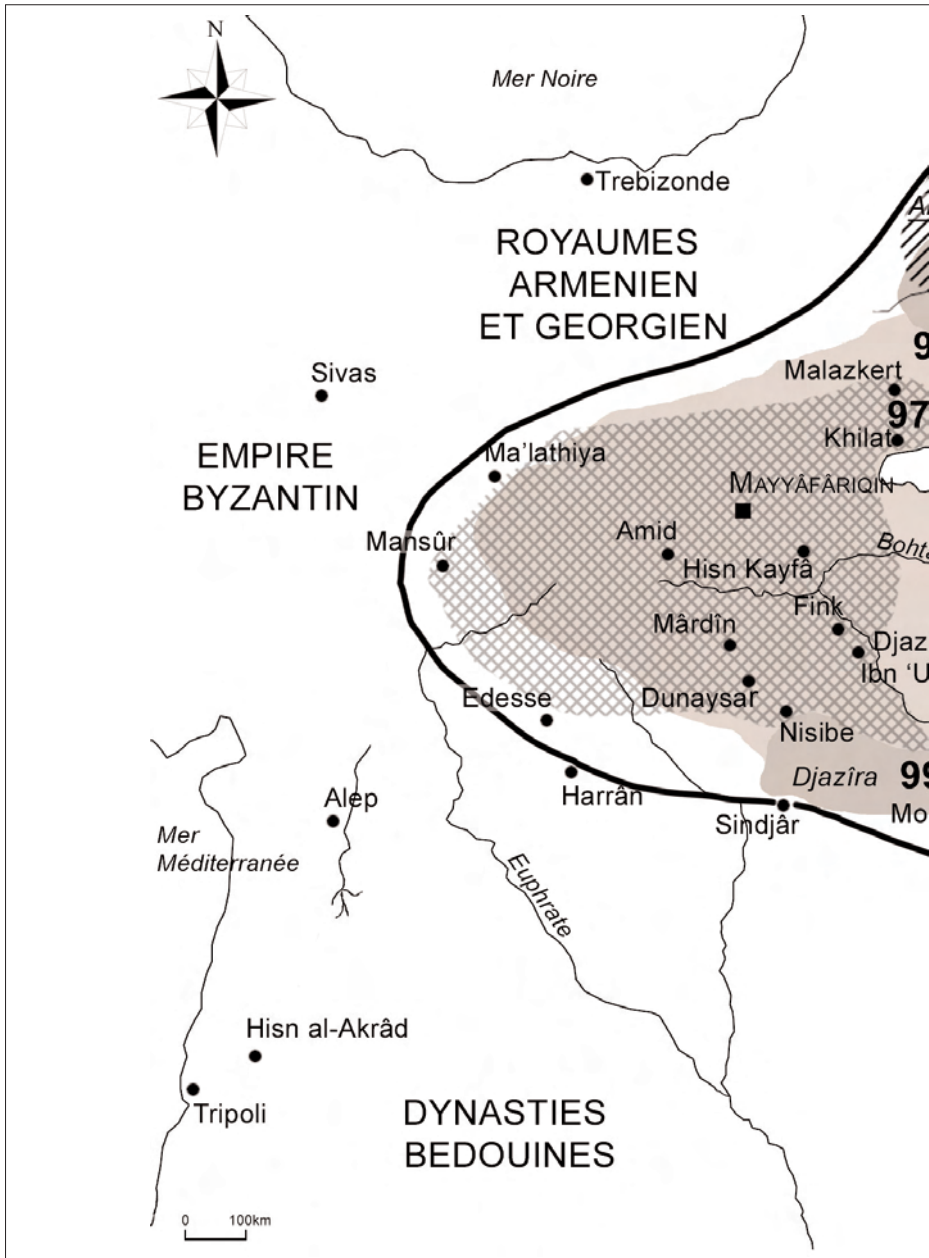 N
Mer Noire
Trebizonde
ROYAUMES
ARMENIEN
ET GEORGIEN
Sivas
Malazkert
97
Khilat
EMPIRE
BYZANTIN
Ma'lathiya
MAYYÂFÂRIQIN
Amid
Mansûr
Hisn Kayfâ
Fink
Mârdîn
Dunaysar
Edesse
Nisibe
Djazîra
Harrân
Sindjâr
Alep
Mer
Méditerranée
Euphrate
Hisn al-Akrâd
Tripoli
DYNASTIES
BEDOUINES
0 100km